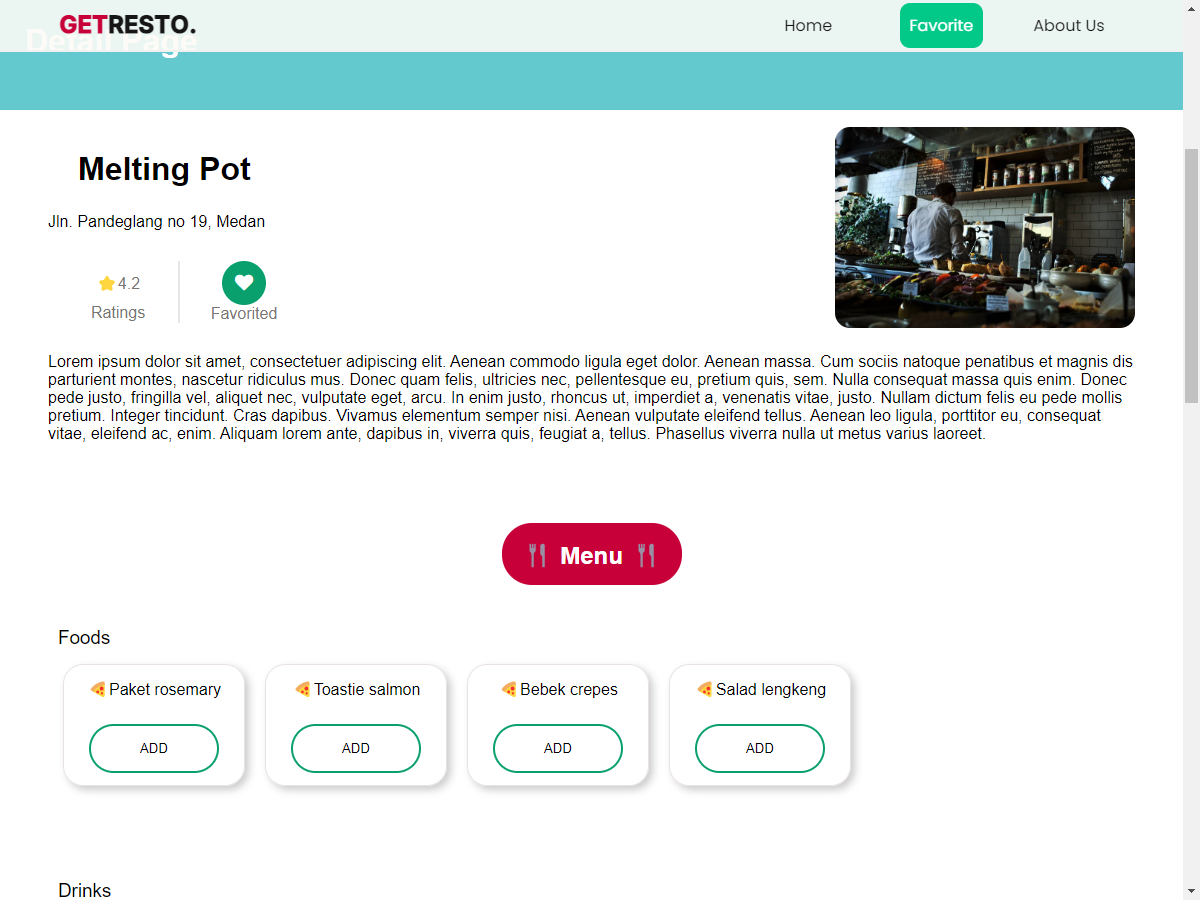 GETRESTO.
Home
Favorite
About Us
Detail Page
Melting Pot
Jln. Pandeglang no 19, Medan
4.2
Ratings
Favorited
Lorem ipsum dolor sit amet, consectetuer adipiscing elit. Aenean commodo ligula eget dolor. Aenean massa. Cum sociis natoque penatibus et magnis dis
parturient montes, nascetur ridiculus mus. Donec quam felis, ultricies nec, pellentesque eu, pretium quis, sem. Nulla consequat massa quis enim. Donec
pede justo, fringilla vel, aliquet nec, vulputate eget, arcu. In enim justo, rhoncus ut, imperdiet a, venenatis vitae, justo. Nullam dictum felis eu pede mollis
pretium. Integer tincidunt. Cras dapibus. Vivamus elementum semper nisi. Aenean vulputate eleifend tellus. Aenean leo ligula, porttitor eu, consequat
vitae, eleifend ac, enim. Aliquam lorem ante, dapibus in, viverra quis, feugiat a, tellus. Phasellus viverra nulla ut metus varius laoreet.
Menu
Foods
Paket rosemary
Toastie salmon
Bebek crepes
Salad lengkeng
ADD
ADD
ADD
ADD
Drinks